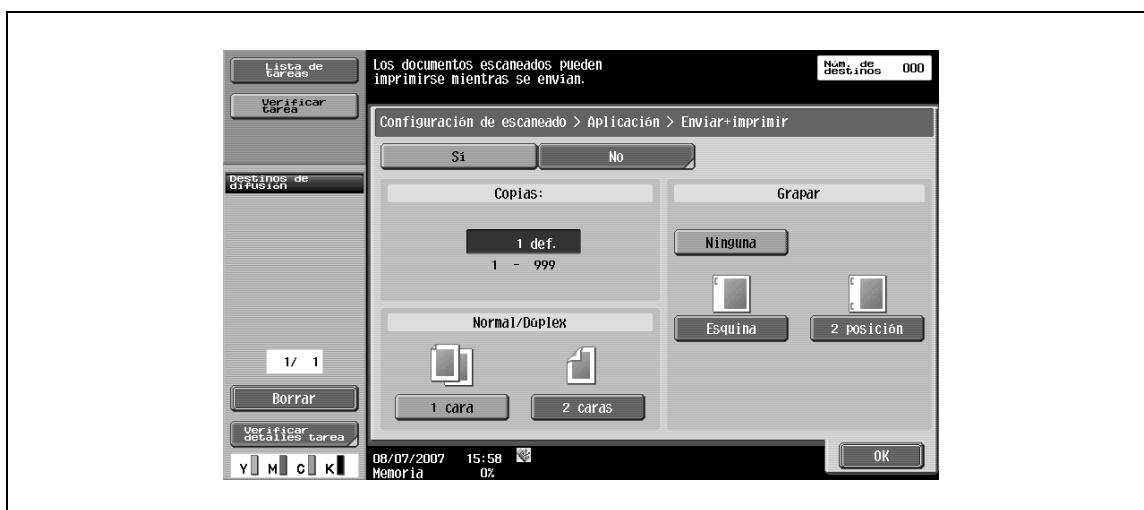 Lista de
tareas
Verificar
tarea
Los documentos escaneados pueden
imprimirse mientras se envían.
Núm. de
destinos 000
Configuración de escaneado > Aplicación > Enviar+imprimir
Sí
No
Destinos de
difusión
Copias:
1 def.
1 - 999
Normal/Dúplex
1 cara
2 caras
Grapar
Ninguna
Esquina
2 posición
1/ 1
Borrar
Verificar
detalles tarea
Y M C K
08/07/2007 15:58
Memoria 0%
OK